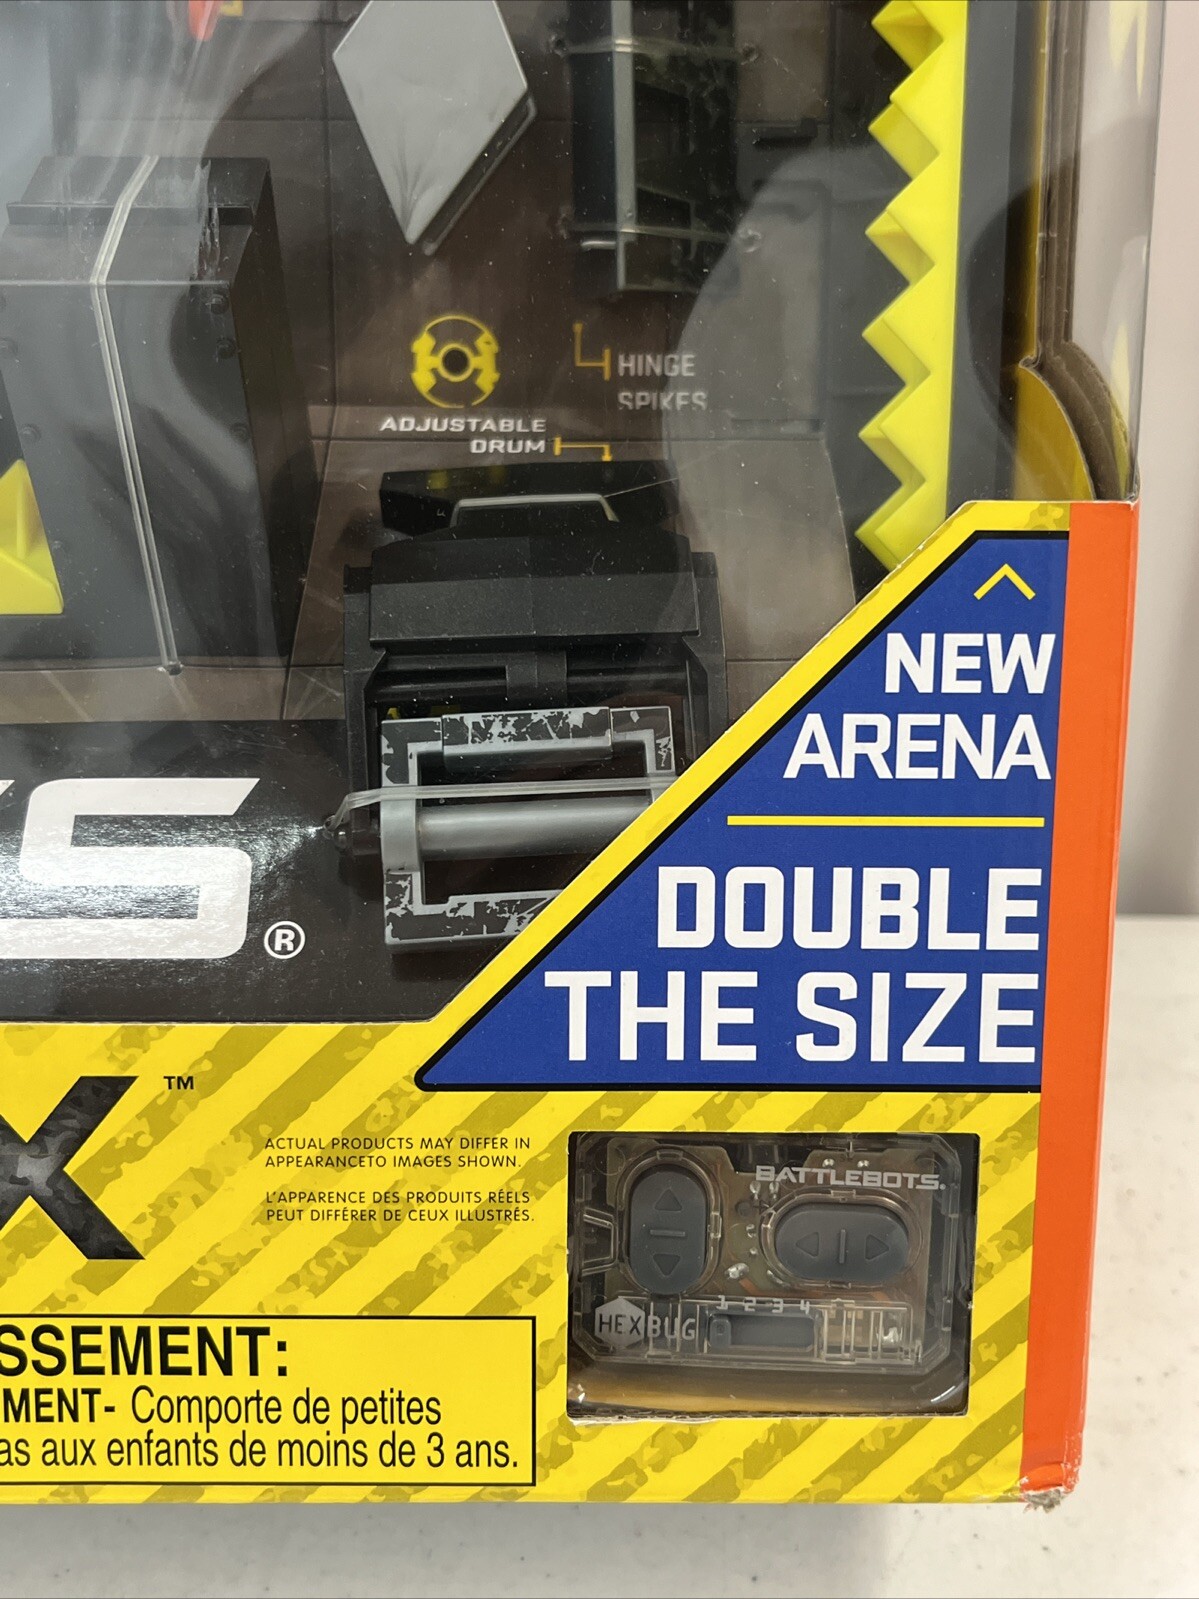 HINGE
SPIKES
ADJUSTABLE
DRUM
NEW
ARENA
DOUBLE
THE SIZE
S®
X™
ACTUAL PRODUCTS MAY DIFFER IN
APPEARANCETO IMAGES SHOWN.
L'APPARENCE DES PRODUITS RÉELS
PEUT DIFFÉRER DE CEUX ILLUSTRÉS.
BATTLEBOTS®
1 2 3 4
HEXBUG
SSEMENT:
MENT- Comporte de petites
as aux enfants de moins de 3 ans.